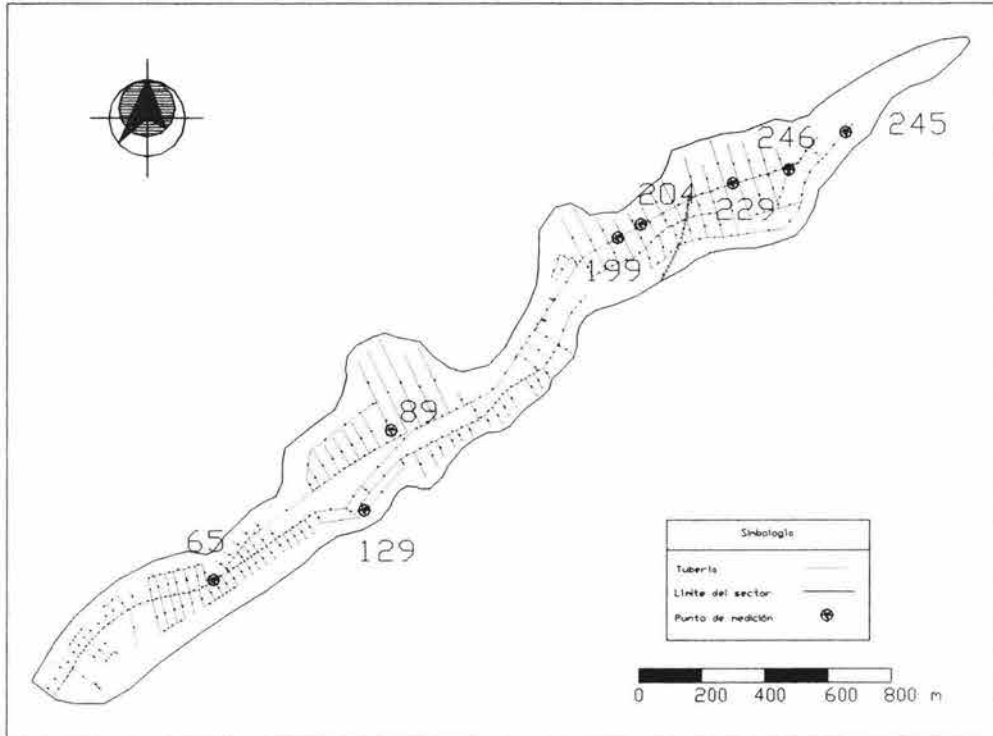 245
246
204
229
199
89
65
129
Simbología
Tubería
Límite del sector
Punto de medición
0 200 400 600 800 m